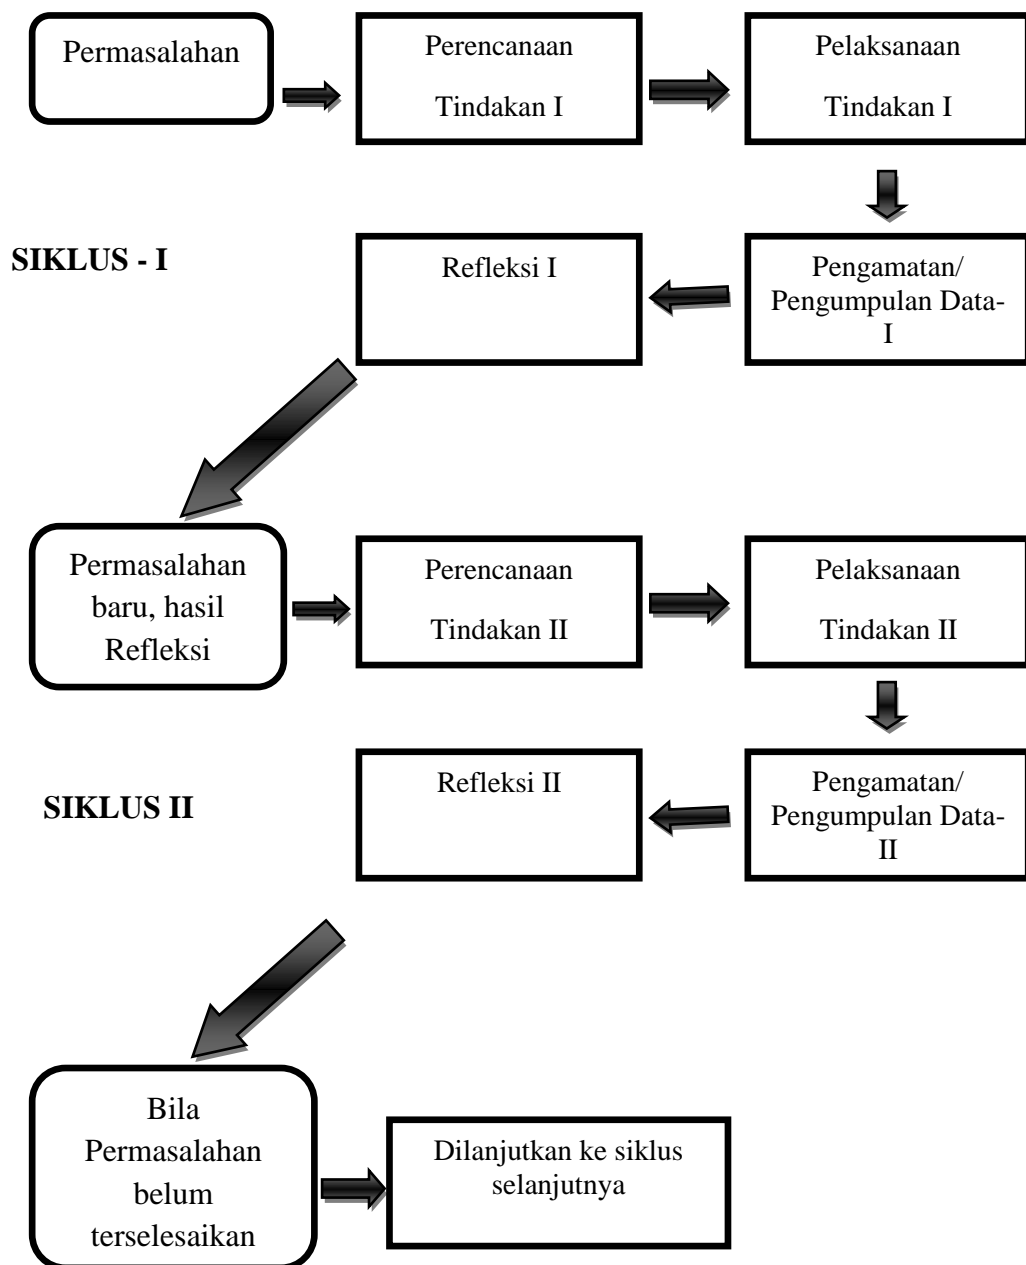 Permasalahan
Perencanaan
Tindakan I
Pelaksanaan
Tindakan I
SIKLUS - I
Refleksi I
Pengamatan/
Pengumpulan Data-
I
Permasalahan
baru, hasil
Refleksi
Perencanaan
Tindakan II
Pelaksanaan
Tindakan II
SIKLUS II
Refleksi II
Pengamatan/
Pengumpulan Data-
II
Bila
Permasalahan
belum
terselesaikan
Dilanjutkan ke siklus
selanjutnya